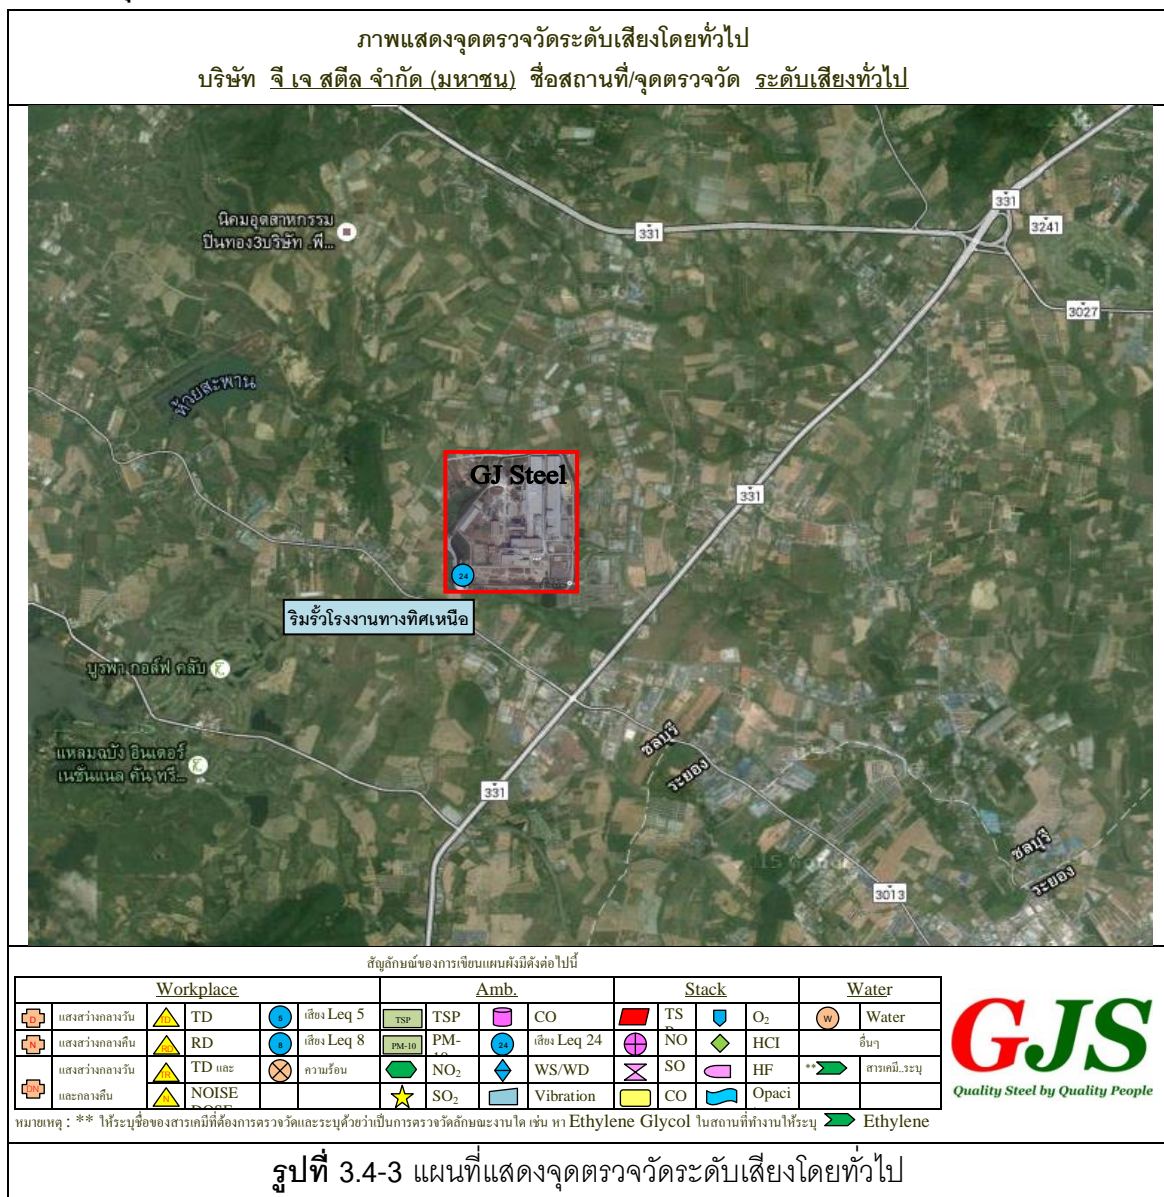 ภาพแสดงจุดตรวจวัดระดับเสียงโดยทั่วไป
บริษัท จี เจ สตีล จำกัด (มหาชน) ชื่อสถานที่/จุดตรวจวัด ระดับเสียงทั่วไป
331
3241
นิคมอุตสาหกรรม
ปิ่นทอง3บริษัท .พี...
331
3027
ห้วยสะพาน
GJ Steel
331
24
ริมรั้วโรงงานทางทิศเหนือ
บูรพา กอล์ฟ คลับ
ชลบุรี
ระยอง
แหลมฉบัง อินเตอร์
เนชั่นแนล คัน ทรี...
331
ชลบุรี
ระยอง
3013
สัญลักษณ์ของการเขียนแผนผังมีดังต่อไปนี้
Workplace Amb. Stack Water
D แสงสว่างกลางวัน TD TD 5 เสียง Leq 5 TSP TSP CO TS O₂ W Water
N แสงสว่างกลางคืน RD RD 8 เสียง Leq 8 PM-10 PM- 24 เสียง Leq 24 NO HCI อื่นๆ
DN แสงสว่างกลางวัน TR TD และ ความร้อน NO₂ WS/WD SO HF ** สารเคมี..ระบุ
และกลางคืน N NOISE SO₂ Vibration CO Opaci
GJS
Quality Steel by Quality People
หมายเหตุ : ** ให้ระบุชื่อของสารเคมีที่ต้องการตรวจวัดและระบุด้วยว่าเป็นการตรวจวัดลักษณะงานใด เช่น หา Ethylene Glycol ในสถานที่ทำงานให้ระบุ Ethylene
รูปที่ 3.4-3 แผนที่แสดงจุดตรวจวัดระดับเสียงโดยทั่วไป